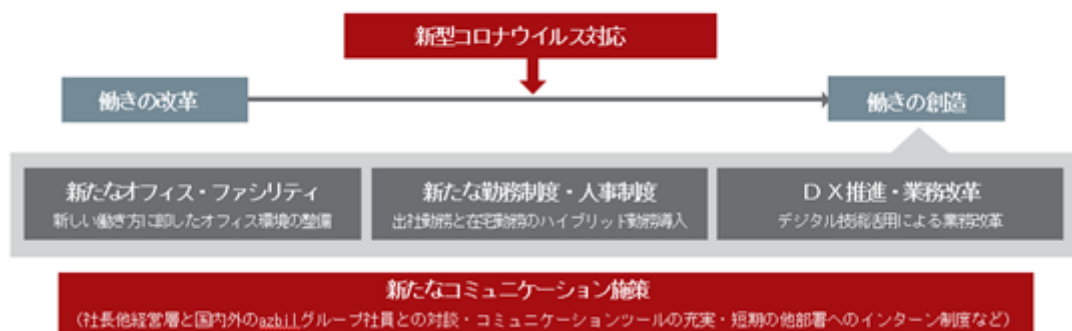 新型コロナウイルス対応
働きの改革
働きの創造
新たなオフィス・ファシリティ
新しい働き方に即したオフィス環境の整備
新たな勤務制度・人事制度
出社勤務と在宅勤務のハイブリッド勤務導入
DX推進・業務改革
デジタル技術活用による業務改革
新たなコミュニケーション施策
(社長他経営層と国内外のazbilグループ社員との対談・コミュニケーションツールの充実・短期の他部署へのインターン制度など)